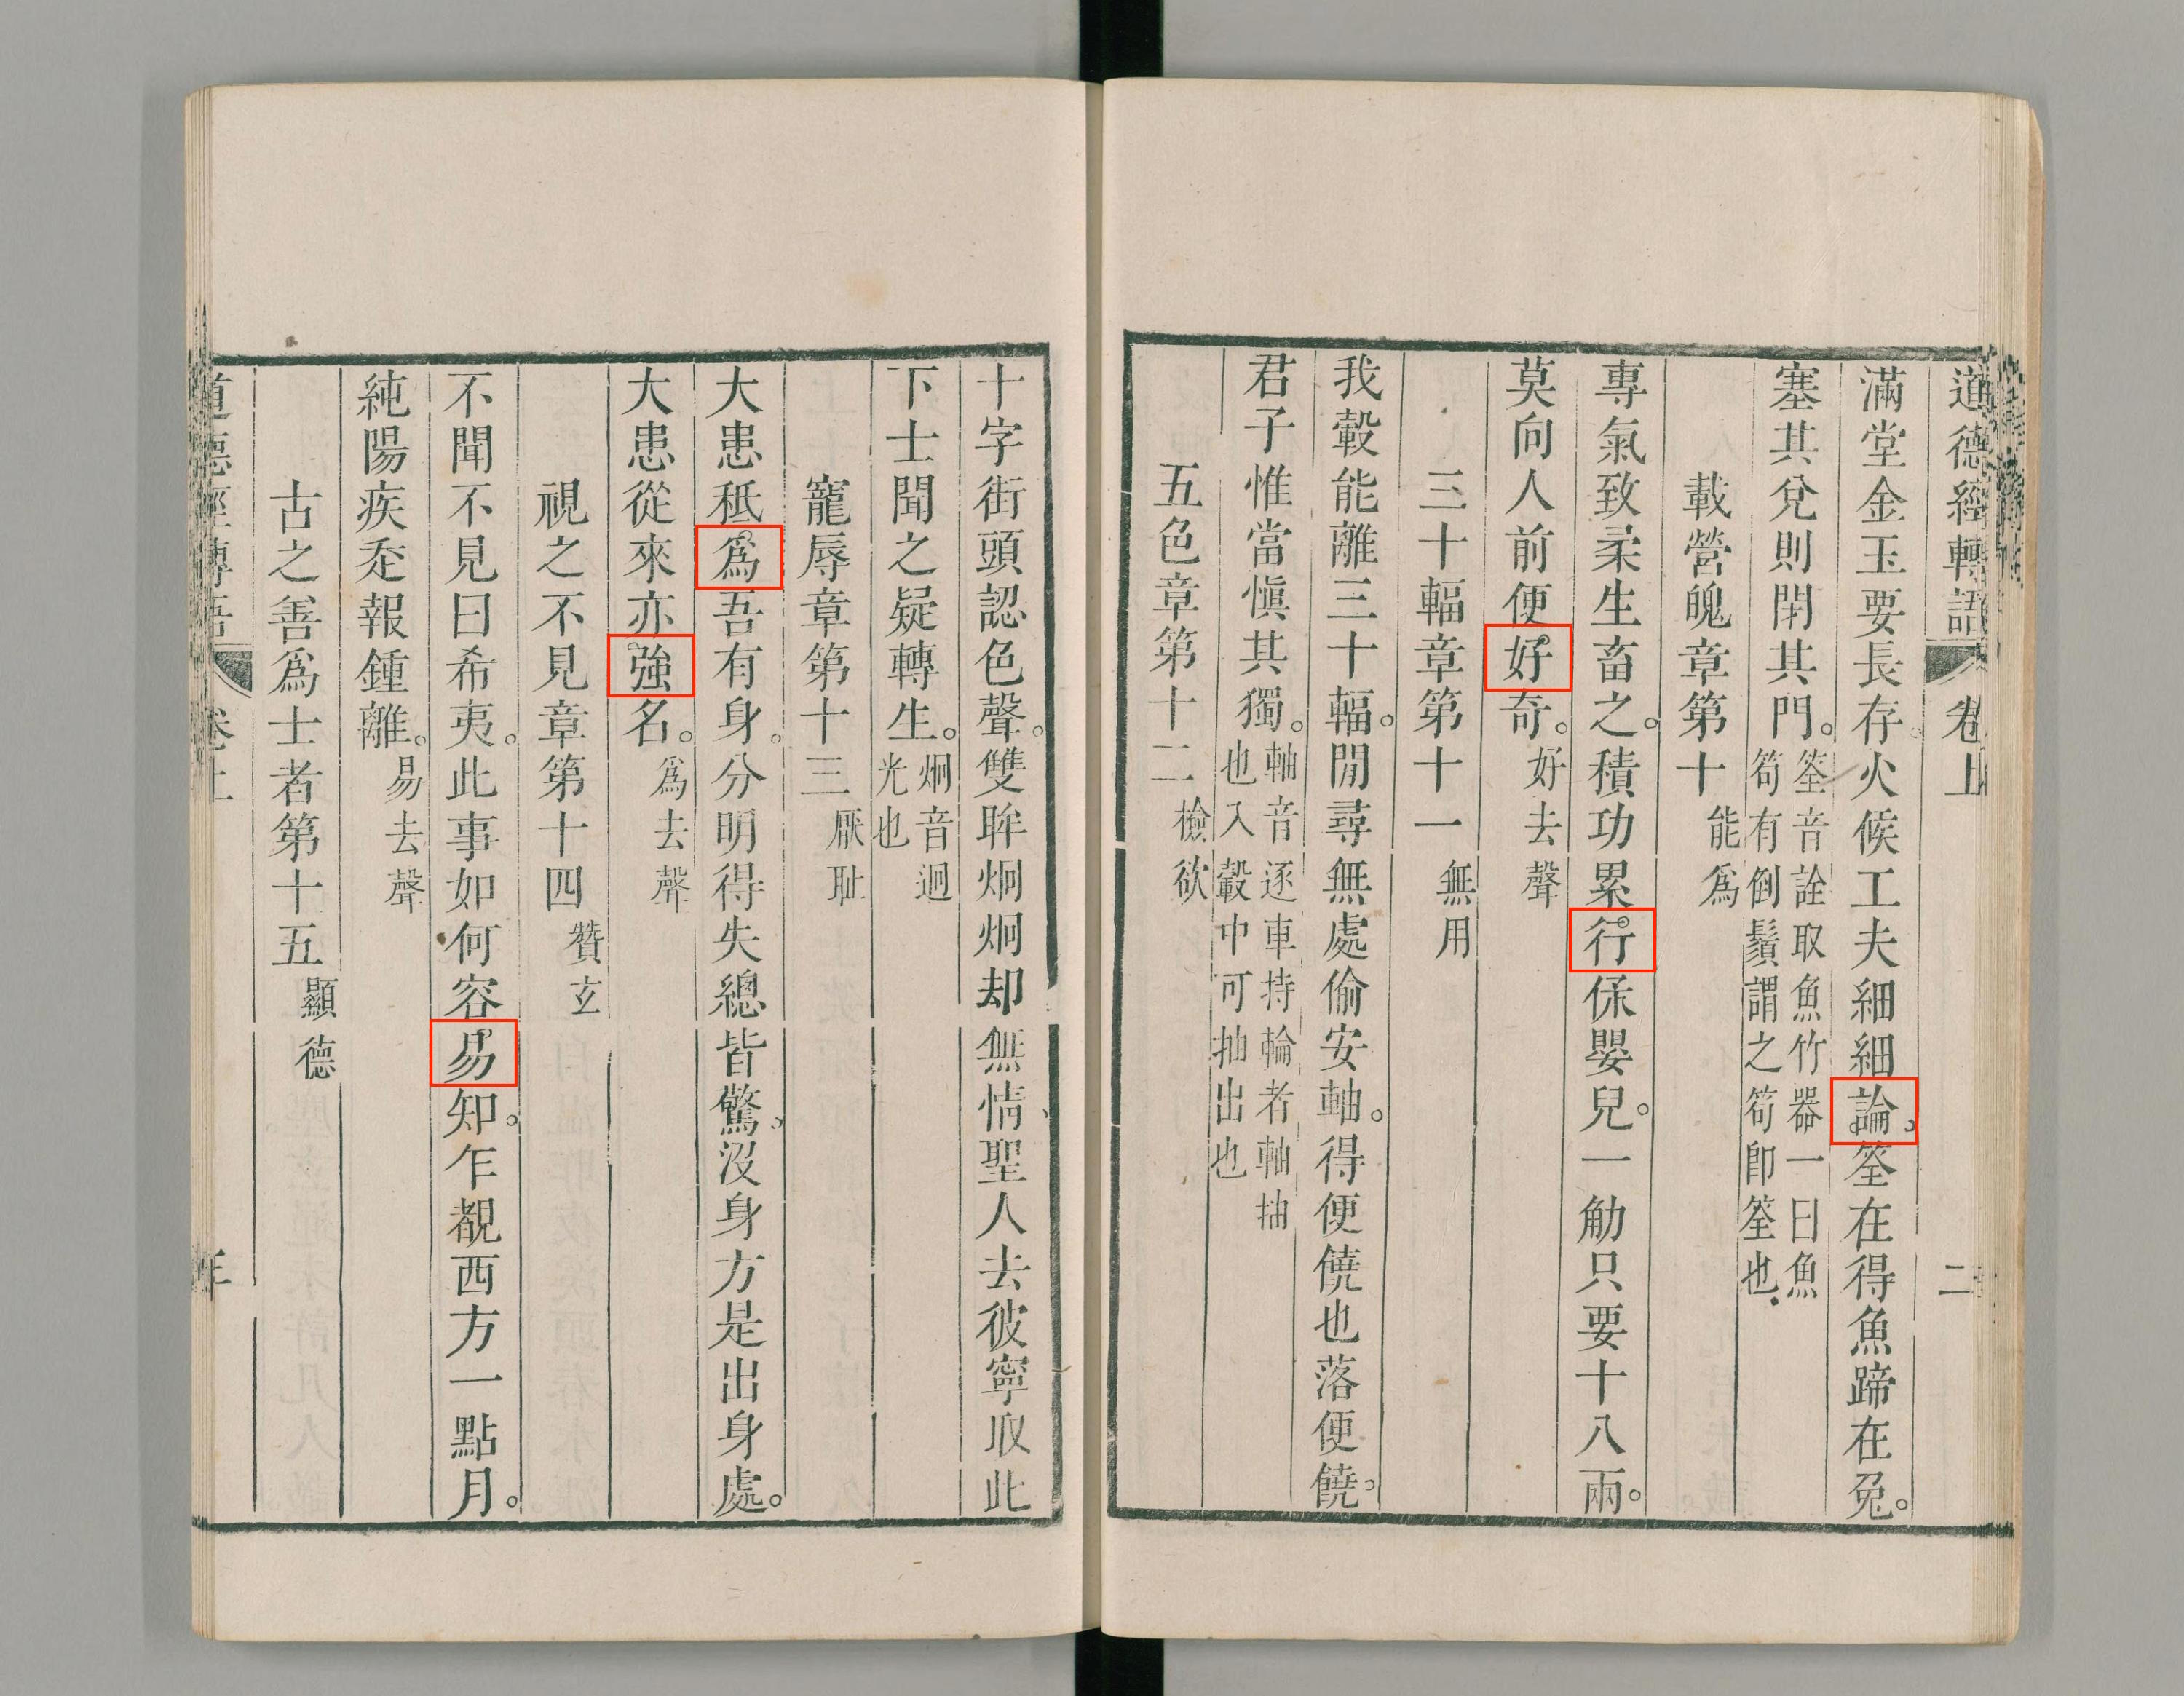 道德經轉語 卷上 二
滿堂金玉要長存火候工夫細細論筌在得魚蹄在兔
塞其兌則閉其門筌音詮取魚竹器一曰魚
笱有倒鬚謂之笱卽筌也
載營魄章第十能爲
專氣致柔生畜之積功累行保嬰兒一觔只要十八兩
莫向人前便好奇好去聲
三十輻章第十一無用
我轂能離三十輻閒尋無處偷安軸得便饒也落便饒
君子惟當愼其獨軸音逐車持輪者軸抽
也入轂中可抽出也
五色章第十二檢欲
十字街頭認色聲雙眸炯炯却無情聖人去彼寧取此
下士聞之疑轉生炯音迥
光也
寵辱章第十三厭耻
大患秪爲吾有身分明得失總皆驚沒身方是出身處
大患從來亦強名爲去聲
視之不見章第十四贊玄
不聞不見曰希夷此事如何容易知乍覩西方一點月
純陽疾走報鍾離易去聲
古之善爲士者第十五顯德
道德經轉語 卷上